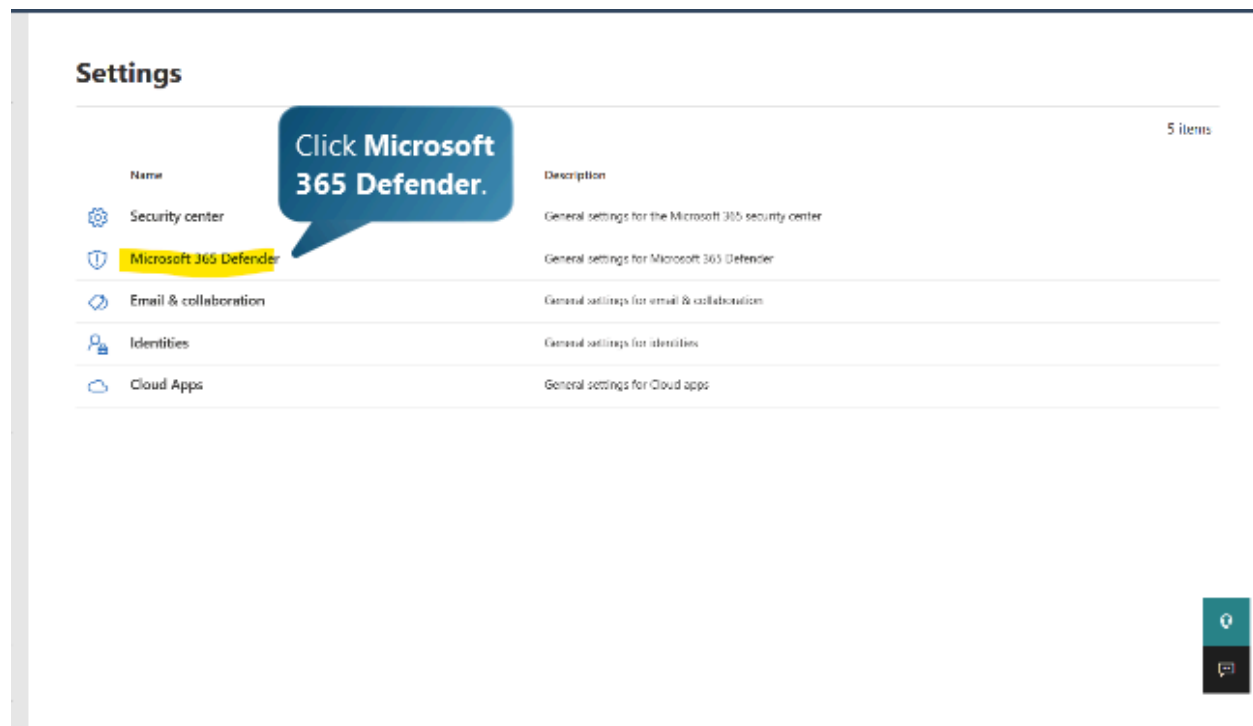 Settings
5 items
Click Microsoft
365 Defender.
Name
Description
Security center
General settings for the Microsoft 365 security center
Microsoft 365 Defender
General settings for Microsoft 365 Defender
Email & collaboration
General settings for email & collaboration
Identities
General settings for identities
Cloud Apps
General settings for Cloud apps